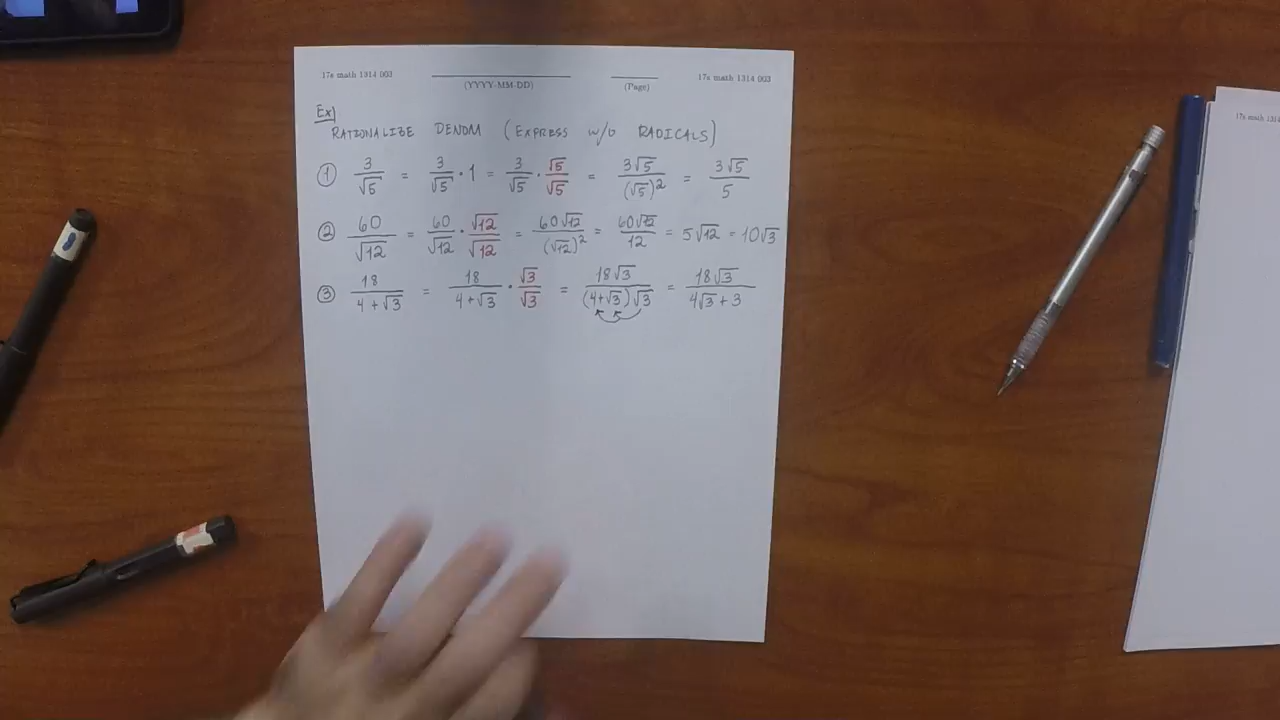 17s math 1314 003 (YYYY-MM-DD) (Page) 17s math 1314 003
Ex)
RATIONALIZE DENOM (EXPRESS W/O RADICALS)
① 3/√5 = 3/√5 · 1 = 3/√5 · √5/√5 = 3√5/(√5)² = 3√5/5
② 60/√12 = 60/√12 · √12/√12 = 60√12/(√12)² = 60√12/12 = 5√12 = 10√3
③ 18/(4+√3) = 18/(4+√3) · √3/√3 = 18√3/((4+√3)√3) = 18√3/(4√3+3)